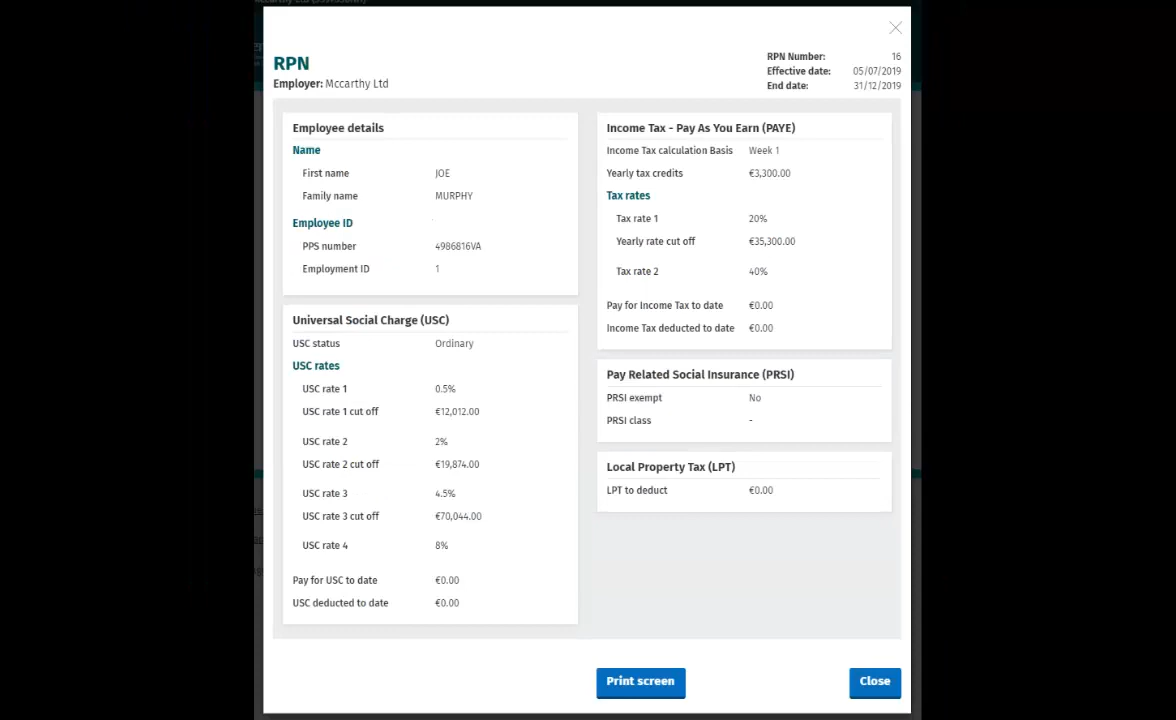 RPN
Employer: Mccarthy Ltd
RPN Number: 16
Effective date: 05/07/2019
End date: 31/12/2019
Employee details
Name
First name JOE
Family name MURPHY
Employee ID
PPS number 4986816VA
Employment ID 1
Universal Social Charge (USC)
USC status Ordinary
USC rates
USC rate 1 0.5%
USC rate 1 cut off €12,012.00
USC rate 2 2%
USC rate 2 cut off €19,874.00
USC rate 3 4.5%
USC rate 3 cut off €70,044.00
USC rate 4 8%
Pay for USC to date €0.00
USC deducted to date €0.00
Income Tax - Pay As You Earn (PAYE)
Income Tax calculation Basis Week 1
Yearly tax credits €3,300.00
Tax rates
Tax rate 1 20%
Yearly rate cut off €35,300.00
Tax rate 2 40%
Pay for Income Tax to date €0.00
Income Tax deducted to date €0.00
Pay Related Social Insurance (PRSI)
PRSI exempt No
PRSI class -
Local Property Tax (LPT)
LPT to deduct €0.00
Print screen
Close